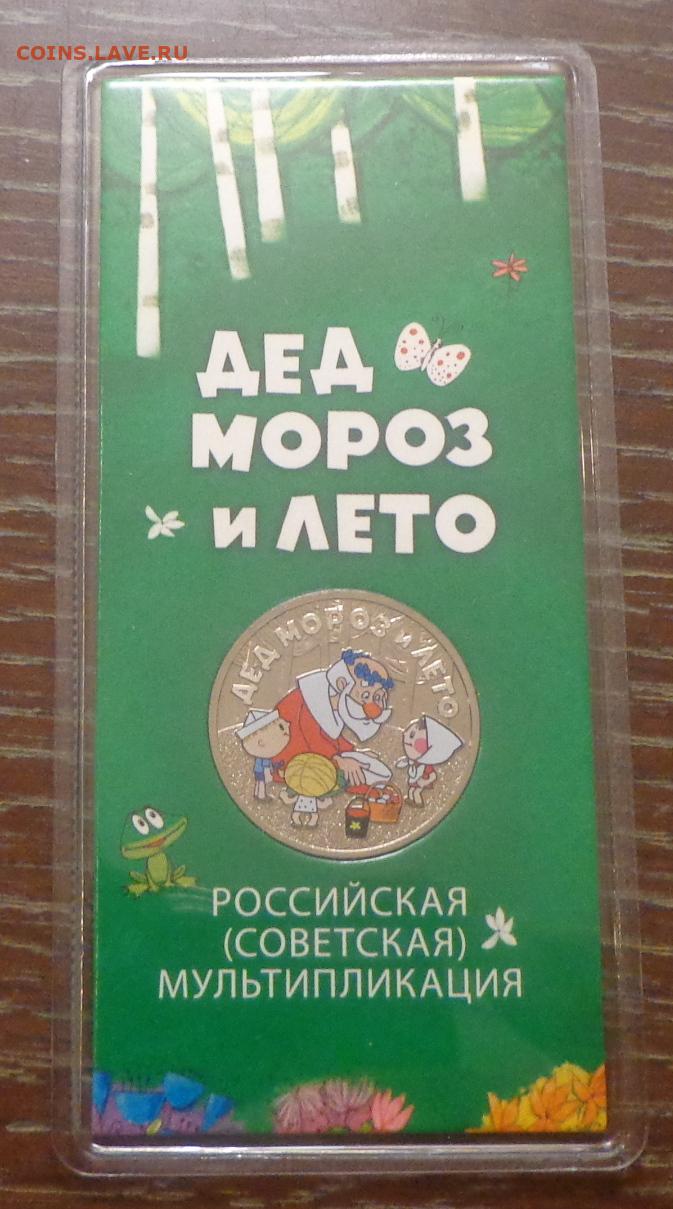 COINS.LAVE.RU
ДЕД
МОРОЗ
и ЛЕТО
ДЕД МОРОЗ и ЛЕТО
РОССИЙСКАЯ
(СОВЕТСКАЯ)
МУЛЬТИПЛИКАЦИЯ